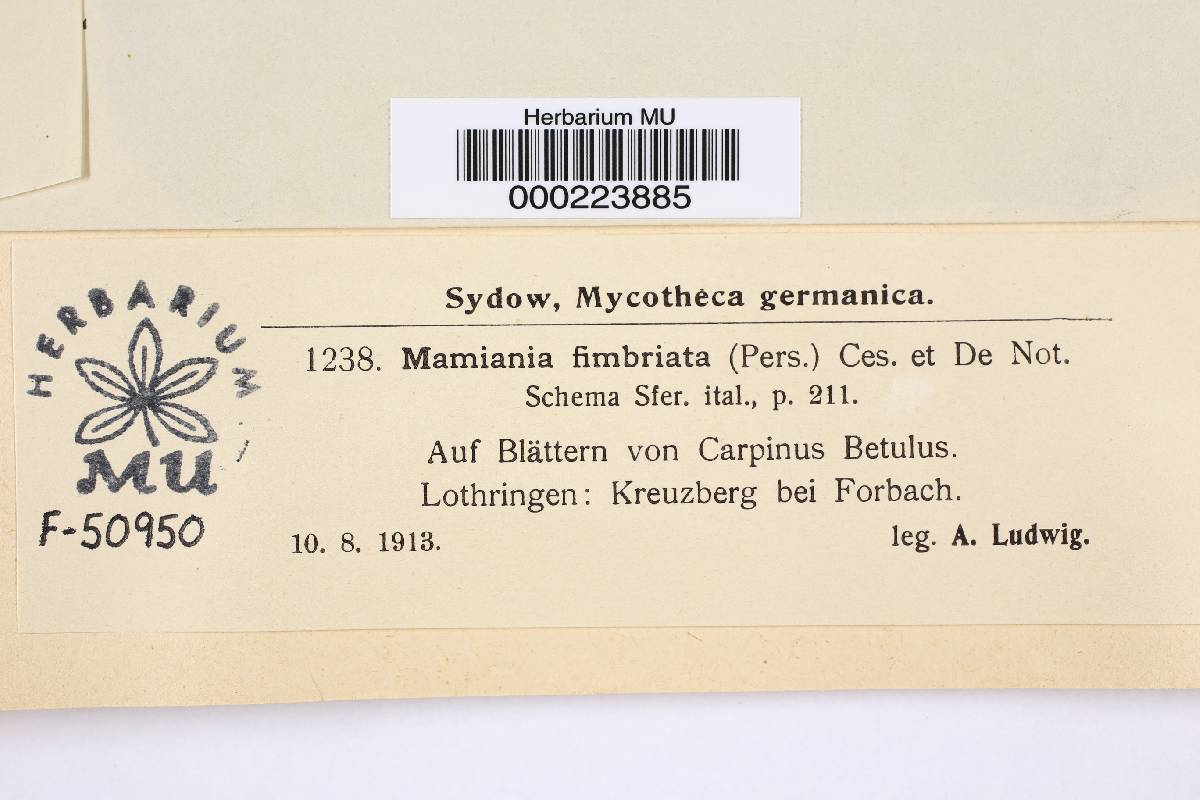 Herbarium MU
000223885
HERBARIUM
MU
F-50950
Sydow, Mycotheca germanica.
1238. Mamiania fimbriata (Pers.) Ces. et De Not.
Schema Sfer. ital., p. 211.
Auf Blättern von Carpinus Betulus.
Lothringen: Kreuzberg bei Forbach.
10. 8. 1913. leg. A. Ludwig.